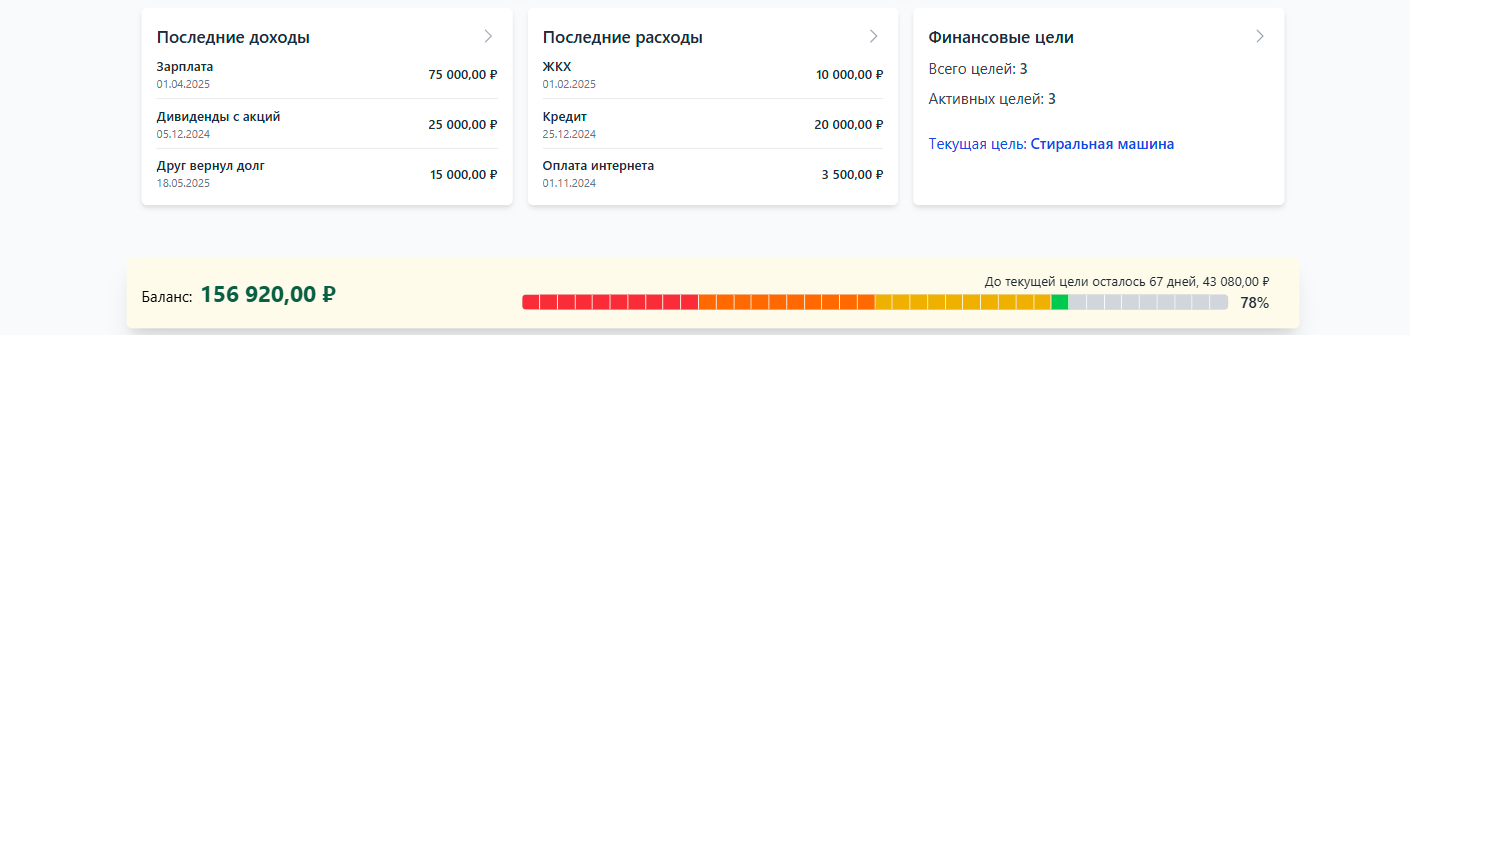 Последние доходы
Зарплата
01.04.2025
75 000,00 ₽
Дивиденды с акций
05.12.2024
25 000,00 ₽
Друг вернул долг
18.05.2025
15 000,00 ₽
Последние расходы
ЖКХ
01.02.2025
10 000,00 ₽
Кредит
25.12.2024
20 000,00 ₽
Оплата интернета
01.11.2024
3 500,00 ₽
Финансовые цели
Всего целей: 3
Активных целей: 3
Текущая цель: Стиральная машина
Баланс: 156 920,00 ₽
До текущей цели осталось 67 дней, 43 080,00 ₽
78%